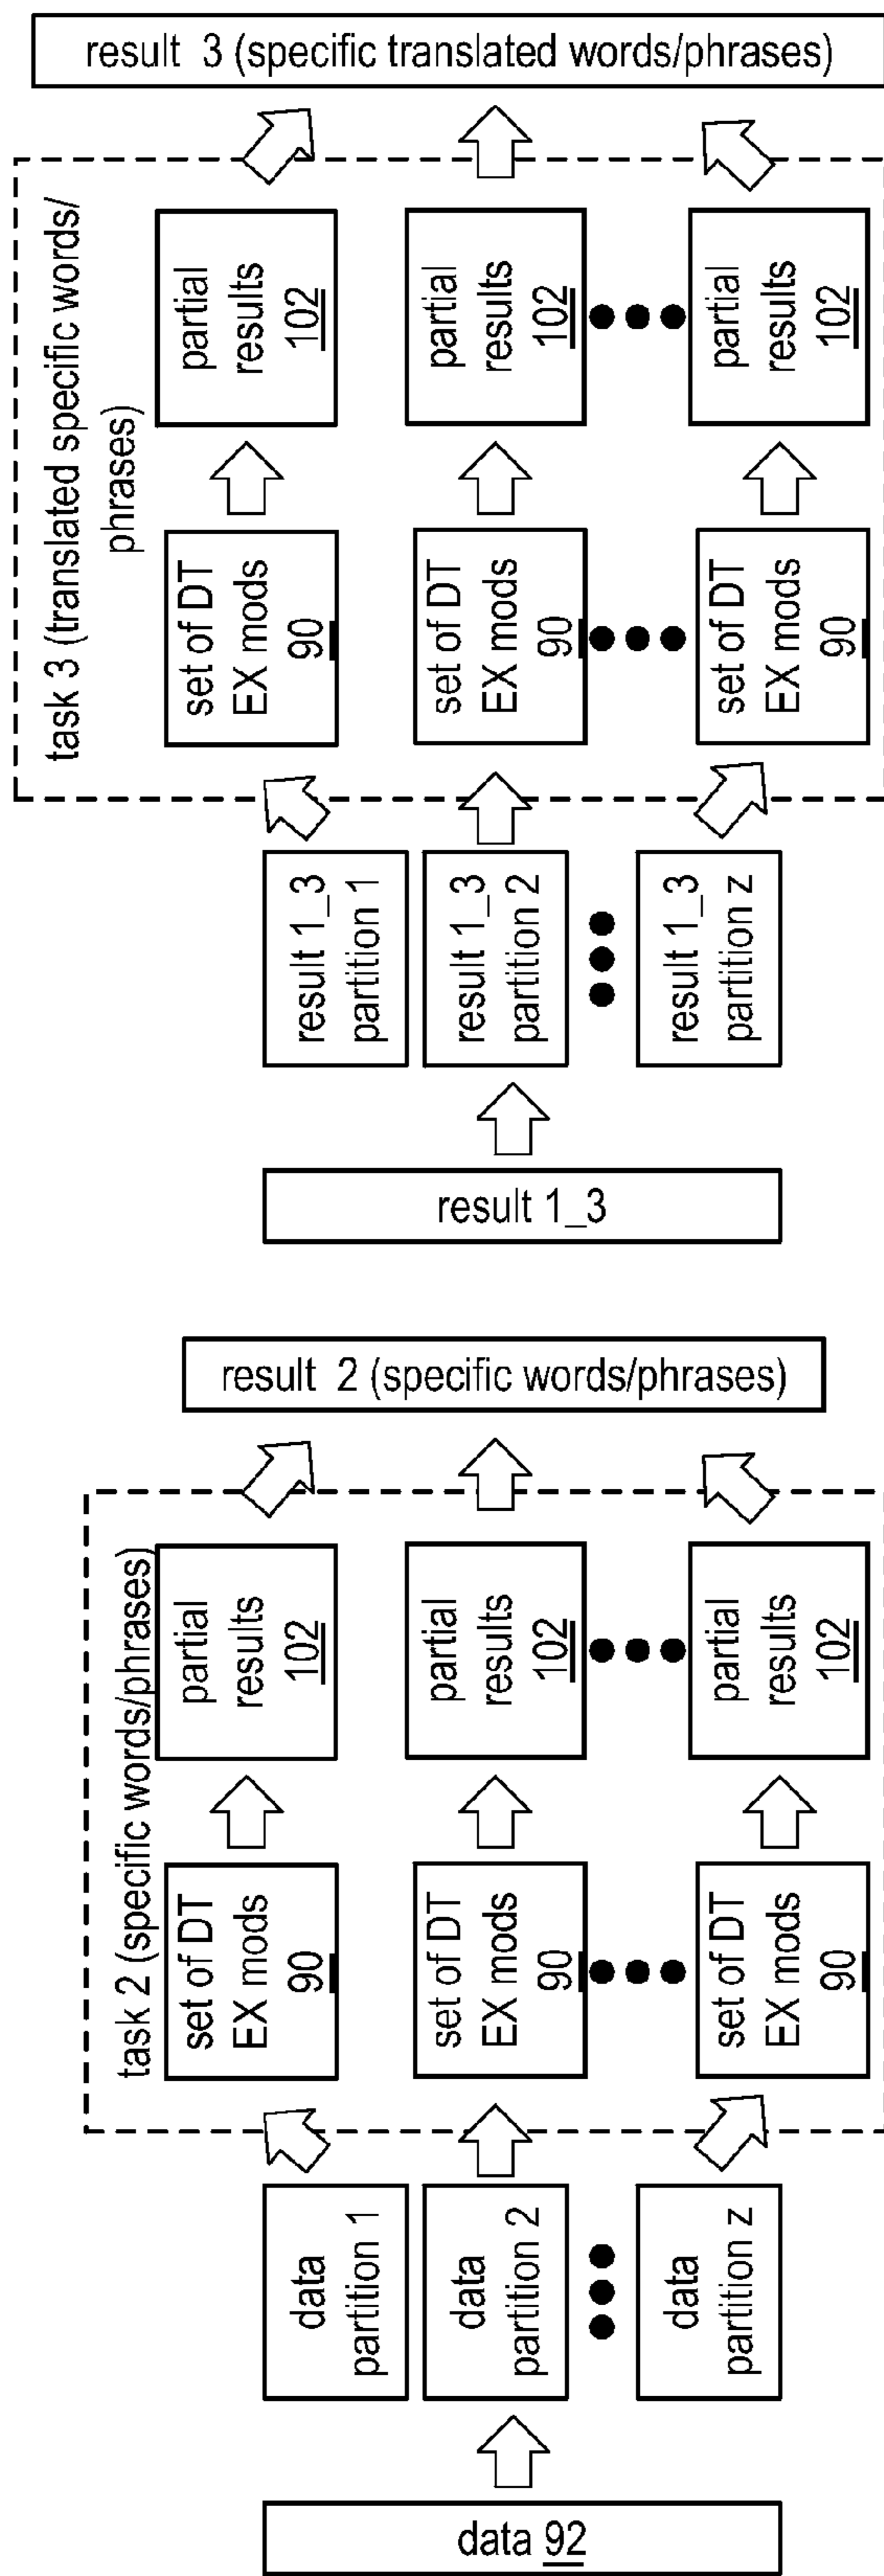 data 92
data
partition 1
data
partition 2
data
partition z
task 2 (specific words/phrases)
set of DT
EX mods
90
partial
results
102
set of DT
EX mods
90
partial
results
102
set of DT
EX mods
90
partial
results
102
result 2 (specific words/phrases)
result 1_3
result 1_3
partition 1
result 1_3
partition 2
result 1_3
partition z
task 3 (translated specific words/
phrases)
set of DT
EX mods
90
partial
results
102
set of DT
EX mods
90
partial
results
102
set of DT
EX mods
90
partial
results
102
result 3 (specific translated words/phrases)